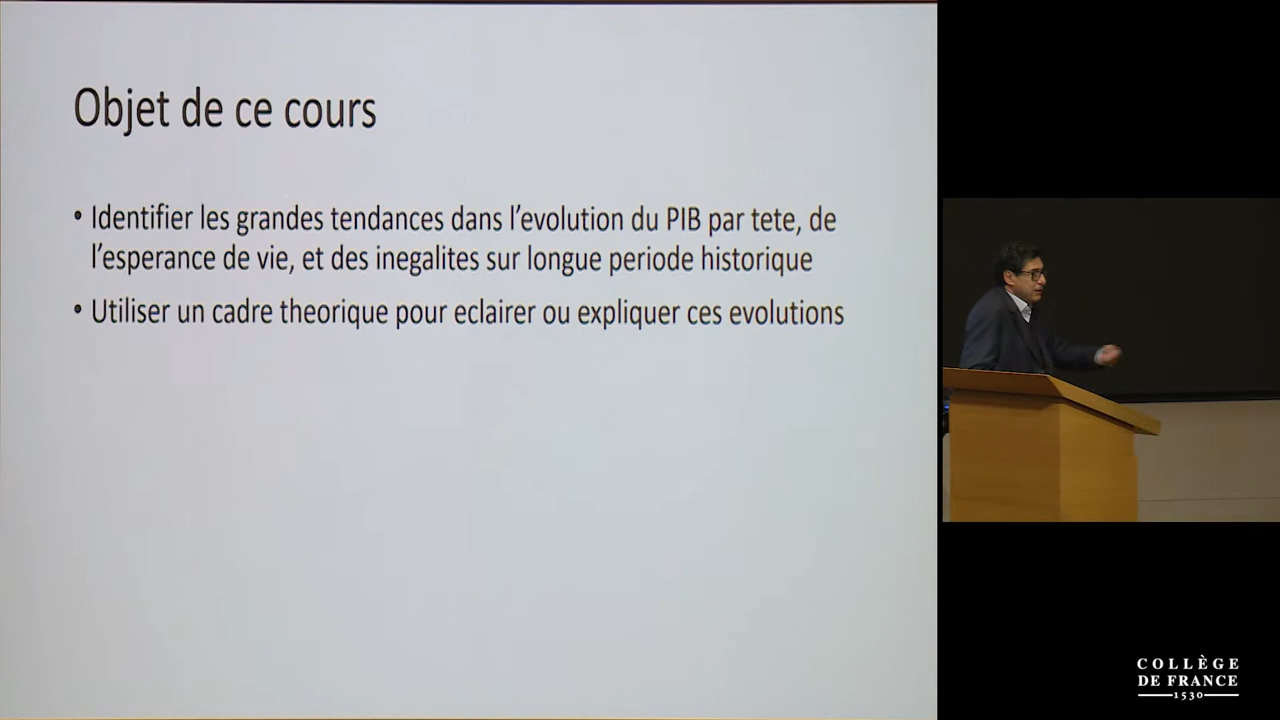 Objet de ce cours
• Identifier les grandes tendances dans l’evolution du PIB par tete, de
l’esperance de vie, et des inegalites sur longue periode historique
• Utiliser un cadre theorique pour eclairer ou expliquer ces evolutions
COLLÈGE
DE FRANCE
1530